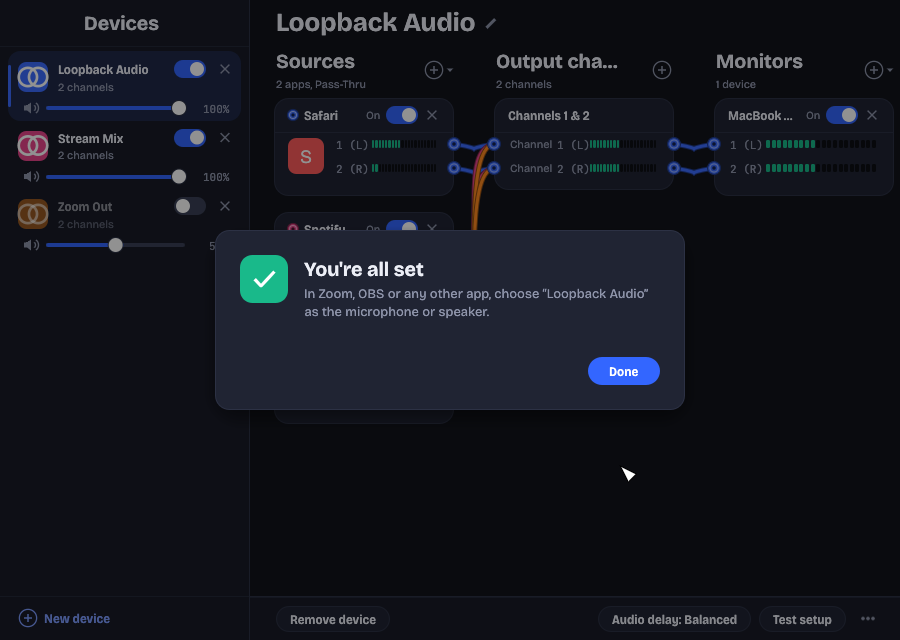 Devices
Loopback Audio
2 channels
100%
Stream Mix
2 channels
100%
Zoom Out
2 channels
New device
Loopback Audio
Sources
2 apps, Pass-Thru
Safari
On
S
1 (L)
2 (R)
Spotify
On
Output cha...
2 channels
Channels 1 & 2
Channel 1 (L)
Channel 2 (R)
Monitors
1 device
MacBook ...
On
1 (L)
2 (R)
You're all set
In Zoom, OBS or any other app, choose “Loopback Audio”
as the microphone or speaker.
Done
Remove device
Audio delay: Balanced
Test setup